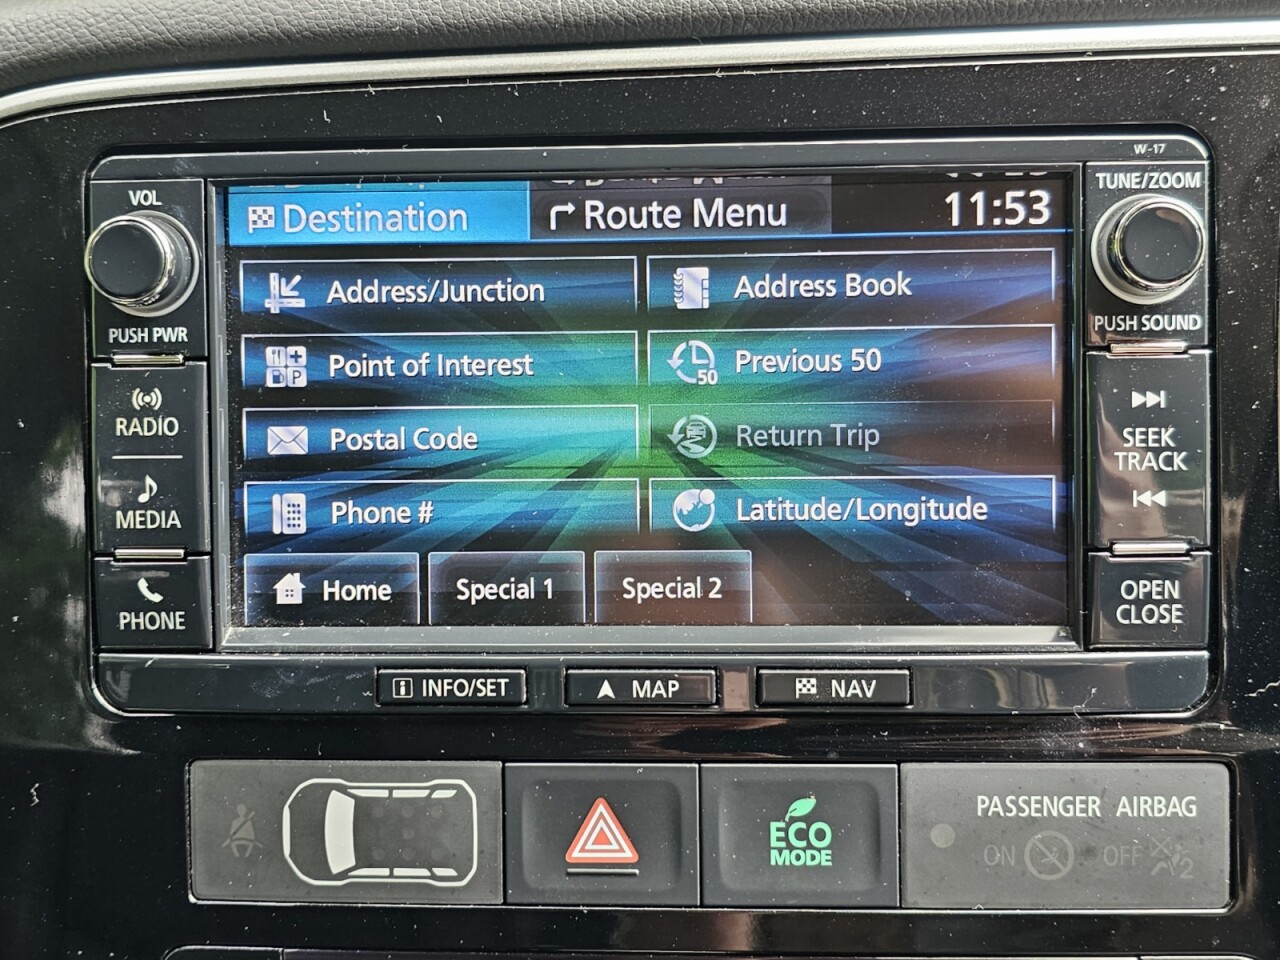 W-17
VOL
TUNE/ZOOM
Destination
Route Menu
11:53
PUSH PWR
PUSH SOUND
Address/Junction
Address Book
Point of Interest
Previous 50
50
P
Postal Code
Return Trip
Phone #
Latitude/Longitude
Home
Special 1
Special 2
RADIO
MEDIA
PHONE
SEEK
TRACK
OPEN
CLOSE
INFO/SET
MAP
NAV
ECO
MODE
PASSENGER AIRBAG
ON
OFF
2